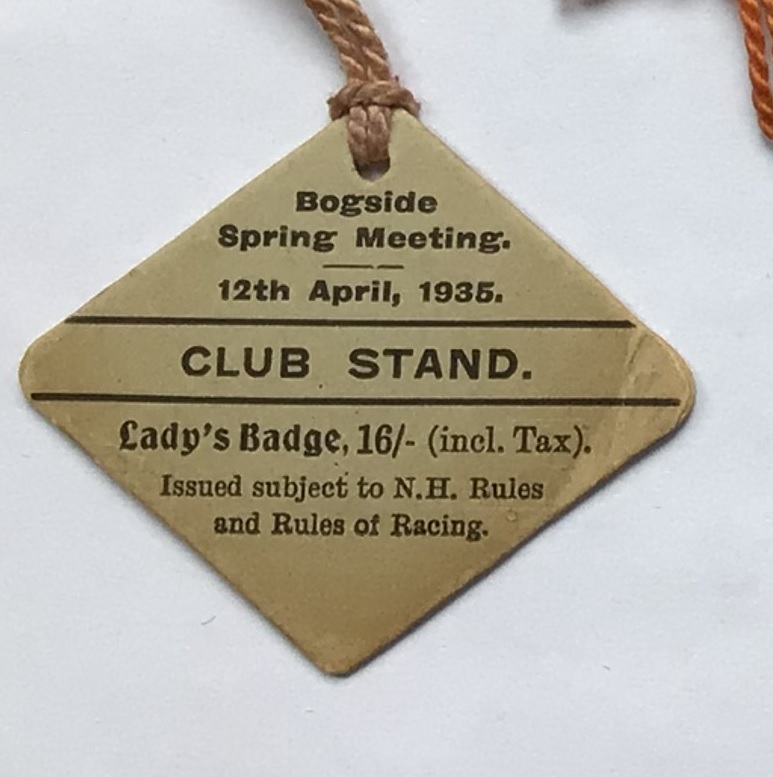 Bogside
Spring Meeting.
12th April, 1935.
CLUB STAND.
Lady's Badge, 16/- (incl. Tax).
Issued subject to N.H. Rules
and Rules of Racing.